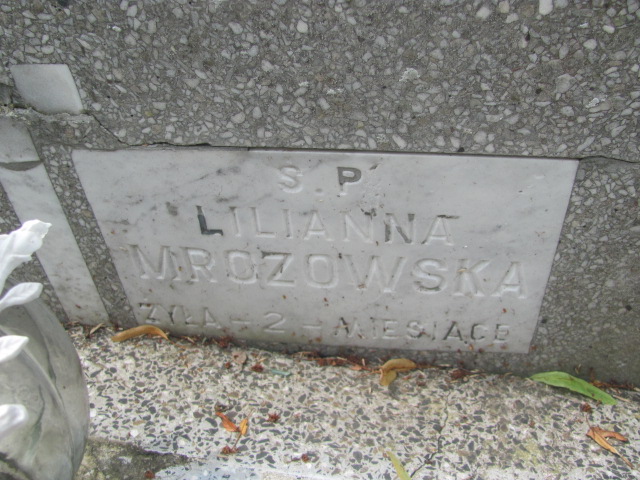 S.P
LILIANNA
MROZOWSKA
ŻYŁA - 2 - MIESIĄCE